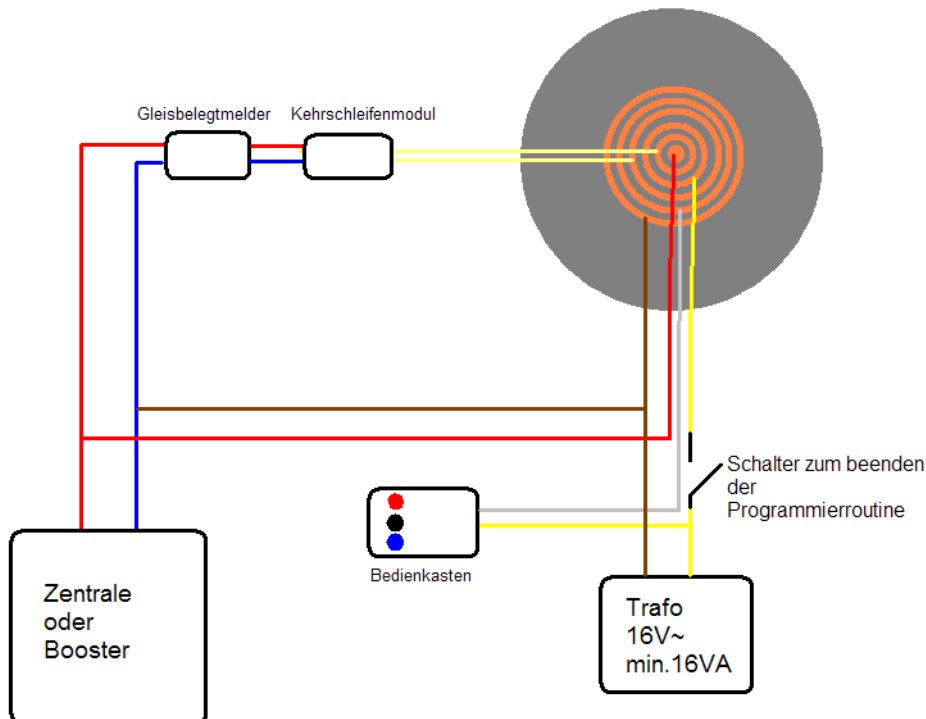 Gleisbelegtmelder
Kehrschleifenmodul
Schalter zum beenden
der
Programmierroutine
Bedienkasten
Zentrale
oder
Booster
Trafo
16V~
min.16VA